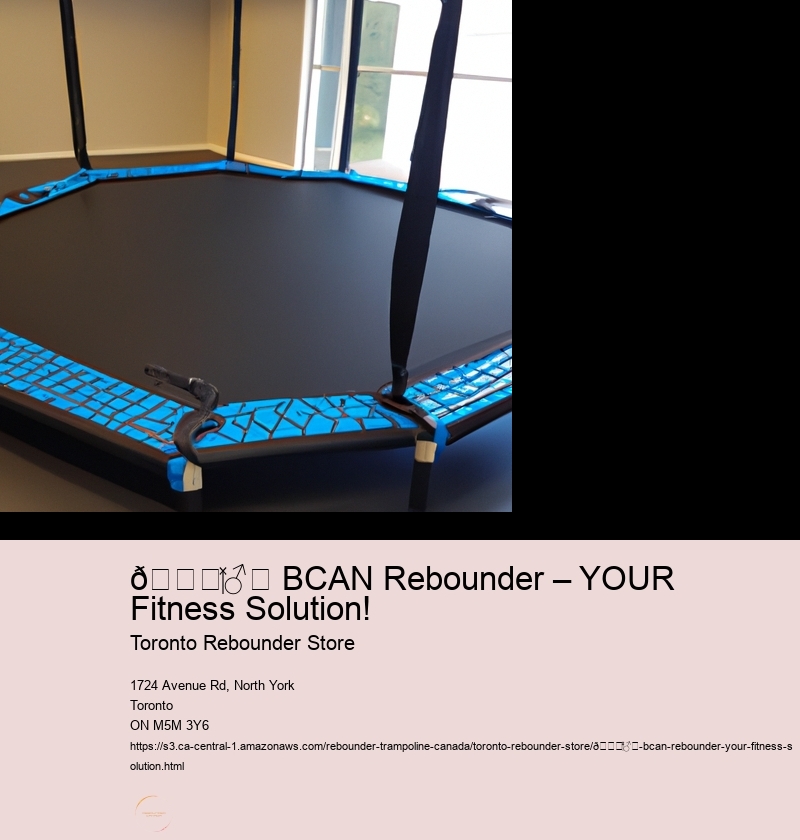 ð□□□♂□ BCAN Rebounder – YOUR
Fitness Solution!
Toronto Rebounder Store
1724 Avenue Rd, North York
Toronto
ON M5M 3Y6
https://s3.ca-central-1.amazonaws.com/rebounder-trampoline-canada/toronto-rebounder-store/ð□□□♂□-bcan-rebounder-your-fitness-s
olution.html